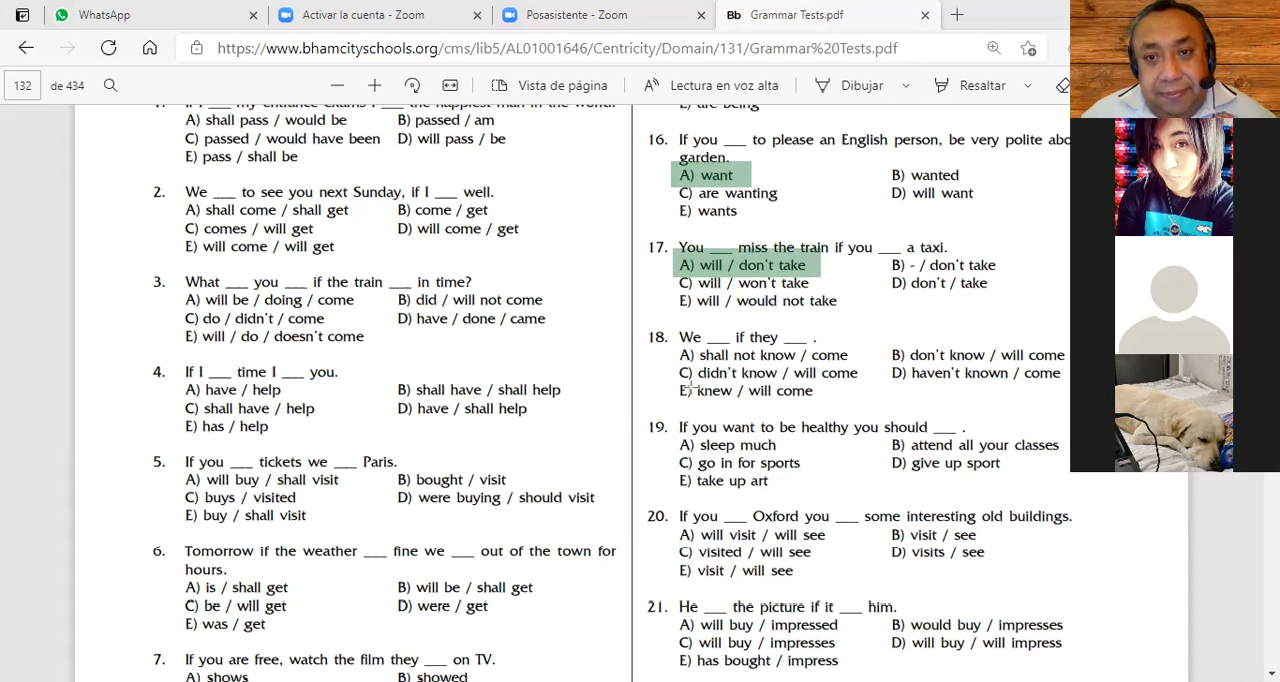 WhatsApp
Activar la cuenta - Zoom
Posasistente - Zoom
Bb Grammar Tests.pdf
https://www.bhamcityschools.org/cms/lib5/AL01001646/Centricity/Domain/131/Grammar%20Tests.pdf
132 de 434
Vista de página
Lectura en voz alta
Dibujar
Resaltar
1. If I ___ my entrance exams I ___ the happiest man in the world.
A) shall pass / would be B) passed / am
C) passed / would have been D) will pass / be
E) pass / shall be
2. We ___ to see you next Sunday, if I ___ well.
A) shall come / shall get B) come / get
C) comes / will get D) will come / get
E) will come / will get
3. What ___ you ___ if the train ___ in time?
A) will be / doing / come B) did / will not come
C) do / didn't / come D) have / done / came
E) will / do / doesn't come
4. If I ___ time I ___ you.
A) have / help B) shall have / shall help
C) shall have / help D) have / shall help
E) has / help
5. If you ___ tickets we ___ Paris.
A) will buy / shall visit B) bought / visit
C) buys / visited D) were buying / should visit
E) buy / shall visit
6. Tomorrow if the weather ___ fine we ___ out of the town for
hours.
A) is / shall get B) will be / shall get
C) be / will get D) were / get
E) was / get
7. If you are free, watch the film they ___ on TV.
A) shows B) showed
E) are being
16. If you ___ to please an English person, be very polite abo
garden.
A) want B) wanted
C) are wanting D) will want
E) wants
17. You ___ miss the train if you ___ a taxi.
A) will / don't take B) - / don't take
C) will / won't take D) don't / take
E) will / would not take
18. We ___ if they ___ .
A) shall not know / come B) don't know / will come
C) didn't know / will come D) haven't known / come
E) knew / will come
19. If you want to be healthy you should ___ .
A) sleep much B) attend all your classes
C) go in for sports D) give up sport
E) take up art
20. If you ___ Oxford you ___ some interesting old buildings.
A) will visit / will see B) visit / see
C) visited / will see D) visits / see
E) visit / will see
21. He ___ the picture if it ___ him.
A) will buy / impressed B) would buy / impresses
C) will buy / impresses D) will buy / will impress
E) has bought / impress